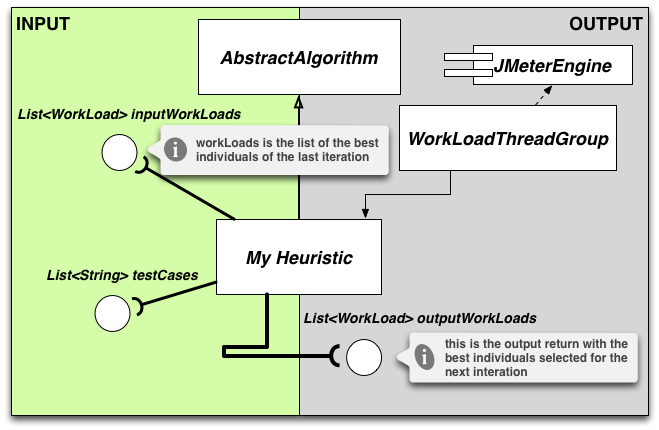 INPUT
OUTPUT
AbstractAlgorithm
JMeterEngine
List<WorkLoad> inputWorkLoads
workLoads is the list of the best
individuals of the last iteration
WorkLoadThreadGroup
My Heuristic
List<String> testCases
List<WorkLoad> outputWorkLoads
this is the output return with the
best individuals selected for the
next interation